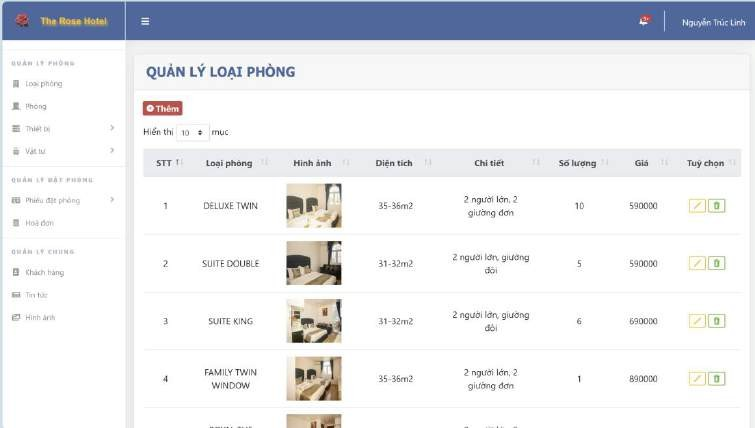 The Rose Hotel
Nguyễn Trúc Linh
QUẢN LÝ PHÒNG
Loại phòng
Phòng
Thiết bị
Vật tư
QUẢN LÝ ĐẶT PHÒNG
Phiếu đặt phòng
Hoá đơn
QUẢN LÝ CHUNG
Khách hàng
Tin tức
Hình ảnh
QUẢN LÝ LOẠI PHÒNG
Thêm
Hiển thị 10 mục
STT Loại phòng Hình ảnh Diện tích Chi tiết Số lượng Giá Tuỳ chọn
1 DELUXE TWIN 35-36m2 2 người lớn, 2 giường đơn 10 590000
2 SUITE DOUBLE 31-32m2 2 người lớn, giường đôi 5 590000
3 SUITE KING 31-32m2 2 người lớn, giường đôi 6 690000
4 FAMILY TWIN WINDOW 35-36m2 2 người lớn, 2 giường đơn 1 890000